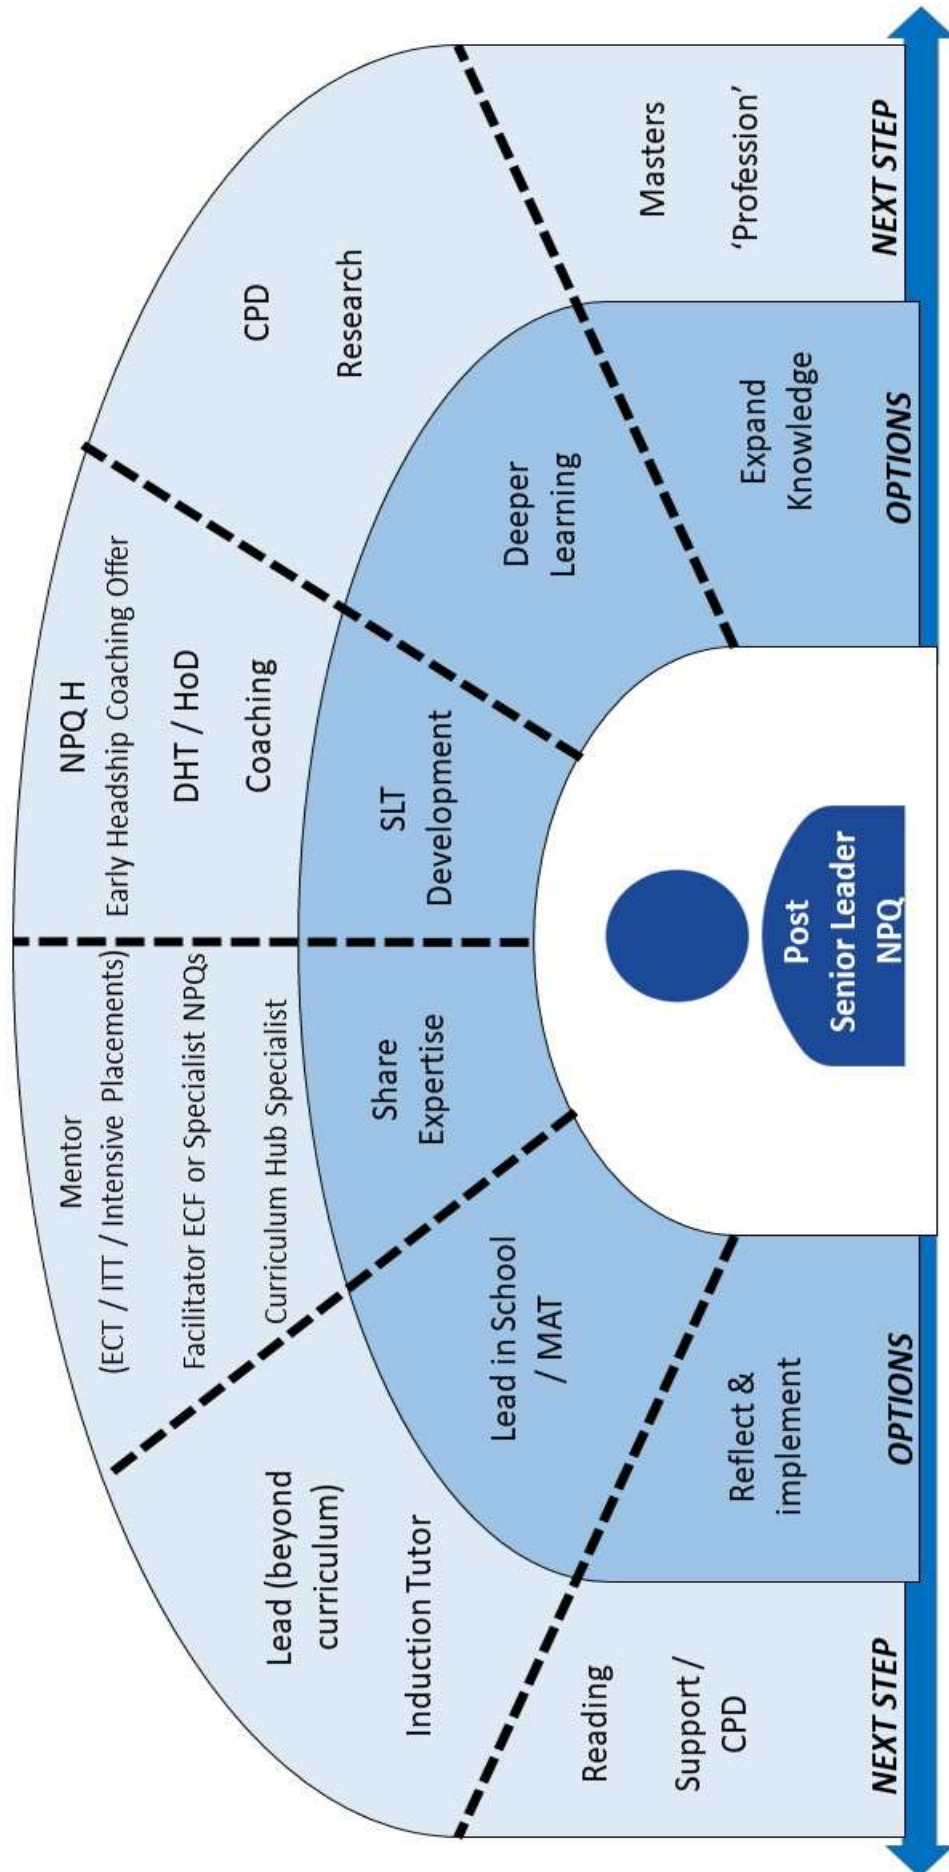 Reading
Support /
CPD
NEXT STEP
Reflect &
implement
OPTIONS
Lead (beyond
curriculum)
Induction Tutor
Lead in School
/ MAT
Mentor
(ECT / ITT / Intensive Placements)
Facilitator ECF or Specialist NPQs
Curriculum Hub Specialist
Share
Expertise
NPQ H
Early Headship Coaching Offer
DHT / HoD
Coaching
SLT
Development
CPD
Research
Deeper
Learning
Masters
‘Profession’
NEXT STEP
Expand
Knowledge
OPTIONS
Post
Senior Leader
NPQ